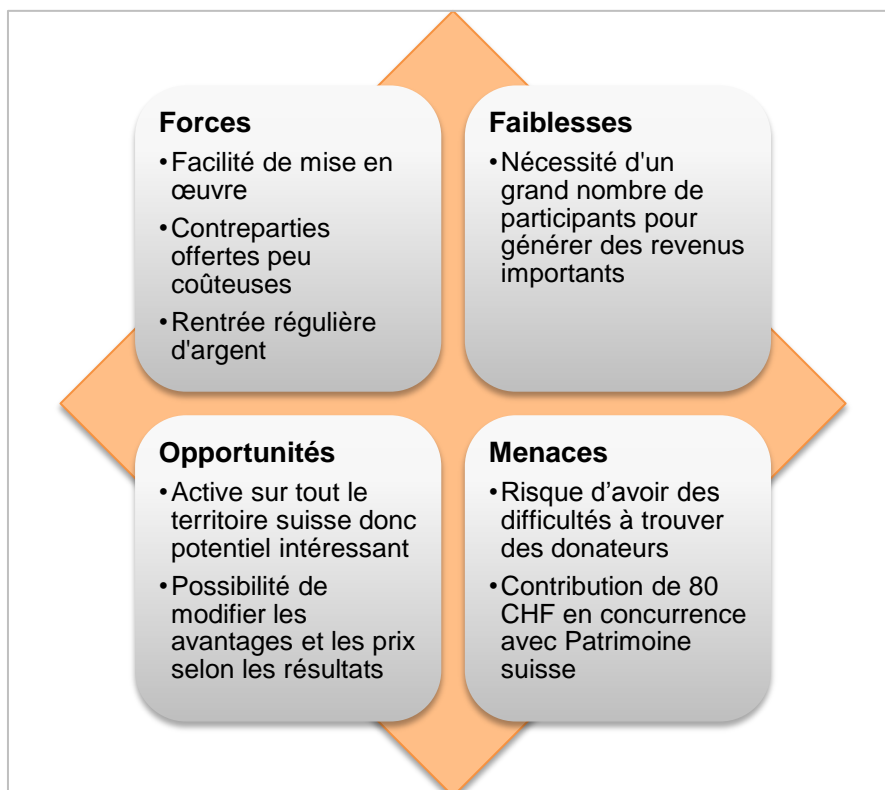 Forces
•Facilité de mise en
œuvre
•Contreparties
offertes peu
coûteuses
•Rentrée régulière
d'argent
Faiblesses
•Nécessité d'un
grand nombre de
participants pour
générer des revenus
importants
Opportunités
•Active sur tout le
territoire suisse donc
potentiel intéressant
•Possibilité de
modifier les
avantages et les prix
selon les résultats
Menaces
•Risque d’avoir des
difficultés à trouver
des donateurs
•Contribution de 80
CHF en concurrence
avec Patrimoine
suisse